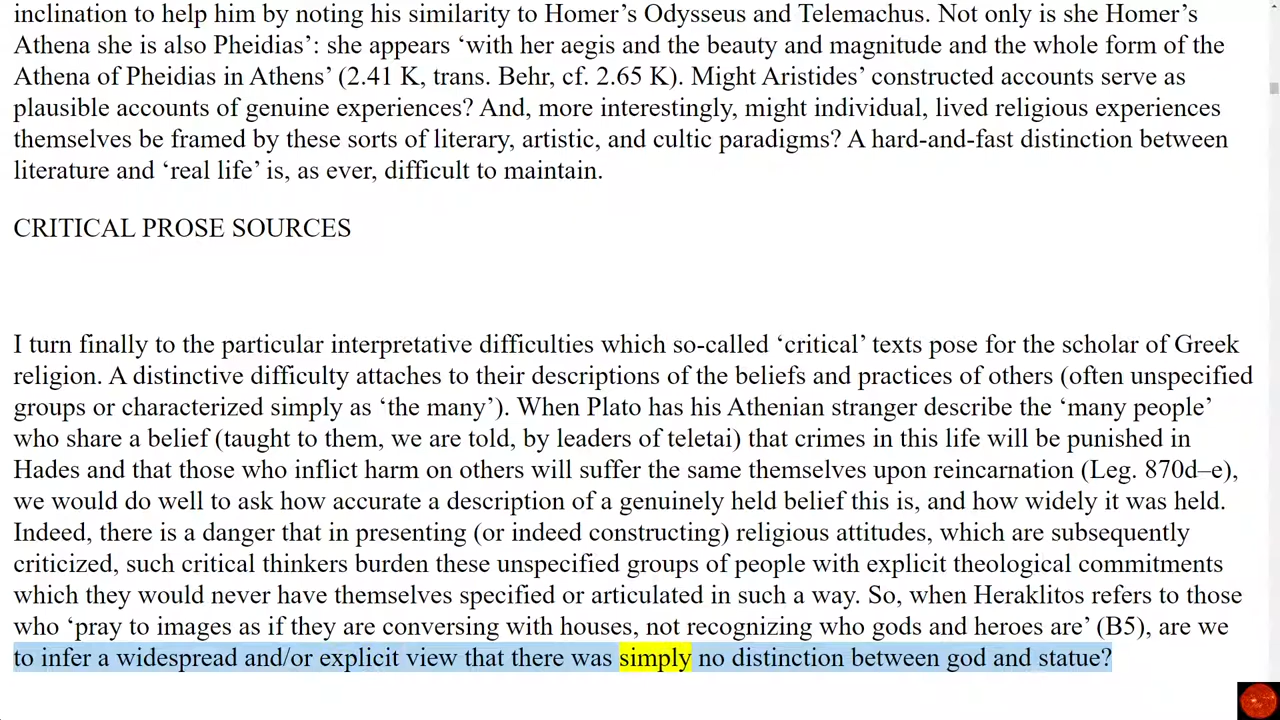 inclination to help him by noting his similarity to Homer’s Odysseus and Telemachus. Not only is she Homer’s
Athena she is also Pheidias’: she appears ‘with her aegis and the beauty and magnitude and the whole form of the
Athena of Pheidias in Athens’ (2.41 K, trans. Behr, cf. 2.65 K). Might Aristides’ constructed accounts serve as
plausible accounts of genuine experiences? And, more interestingly, might individual, lived religious experiences
themselves be framed by these sorts of literary, artistic, and cultic paradigms? A hard-and-fast distinction between
literature and ‘real life’ is, as ever, difficult to maintain.
CRITICAL PROSE SOURCES
I turn finally to the particular interpretative difficulties which so-called ‘critical’ texts pose for the scholar of Greek
religion. A distinctive difficulty attaches to their descriptions of the beliefs and practices of others (often unspecified
groups or characterized simply as ‘the many’). When Plato has his Athenian stranger describe the ‘many people’
who share a belief (taught to them, we are told, by leaders of teletai) that crimes in this life will be punished in
Hades and that those who inflict harm on others will suffer the same themselves upon reincarnation (Leg. 870d–e),
we would do well to ask how accurate a description of a genuinely held belief this is, and how widely it was held.
Indeed, there is a danger that in presenting (or indeed constructing) religious attitudes, which are subsequently
criticized, such critical thinkers burden these unspecified groups of people with explicit theological commitments
which they would never have themselves specified or articulated in such a way. So, when Heraklitos refers to those
who ‘pray to images as if they are conversing with houses, not recognizing who gods and heroes are’ (B5), are we
to infer a widespread and/or explicit view that there was simply no distinction between god and statue?